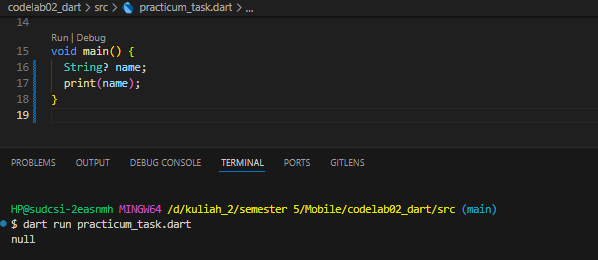 codelab02_dart > src > practicum_task.dart > ...
14
Run | Debug
15 void main() {
16 String? name;
17 print(name);
18 }
19
PROBLEMS OUTPUT DEBUG CONSOLE TERMINAL PORTS GITLENS
HP@sudcsi-2easnmh MINGW64 /d/kuliah_2/semester 5/Mobile/codelab02_dart/src (main)
$ dart run practicum_task.dart
null